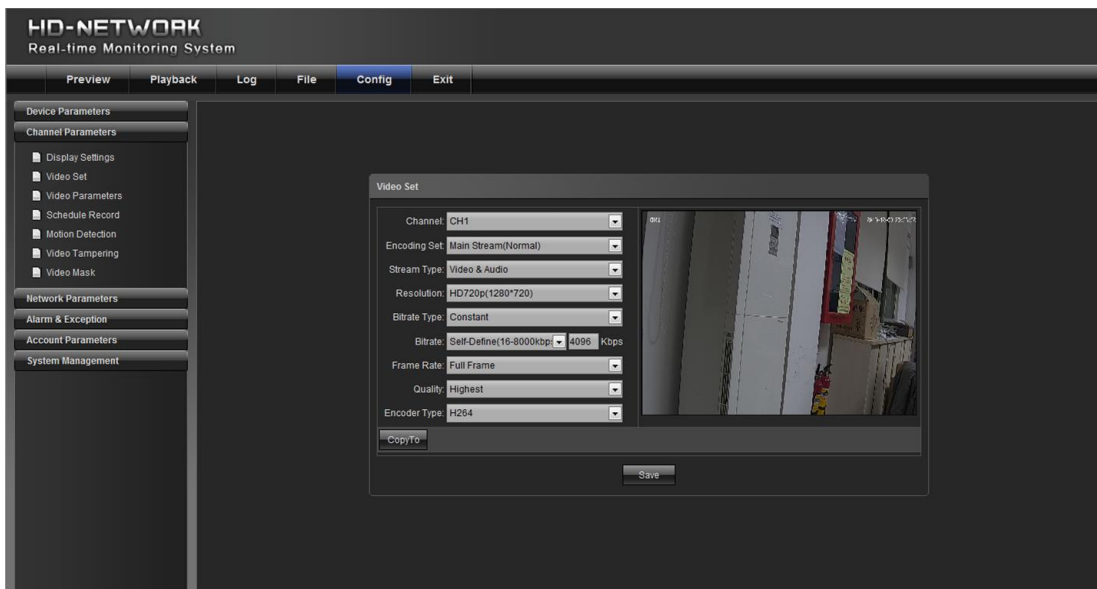 HD-NETWORK
Real-time Monitoring System
Preview Playback Log File Config Exit
Device Parameters
Channel Parameters
Display Settings
Video Set
Video Parameters
Schedule Record
Motion Detection
Video Tampering
Video Mask
Network Parameters
Alarm & Exception
Account Parameters
System Management
Video Set
Channel: CH1
Encoding Set: Main Stream(Normal)
Stream Type: Video & Audio
Resolution: HD720p(1280*720)
Bitrate Type: Constant
Bitrate: Self-Define(16-8000kbp: 4096 Kbps
Frame Rate: Full Frame
Quality: Highest
Encoder Type: H264
CH1
CopyTo
Save